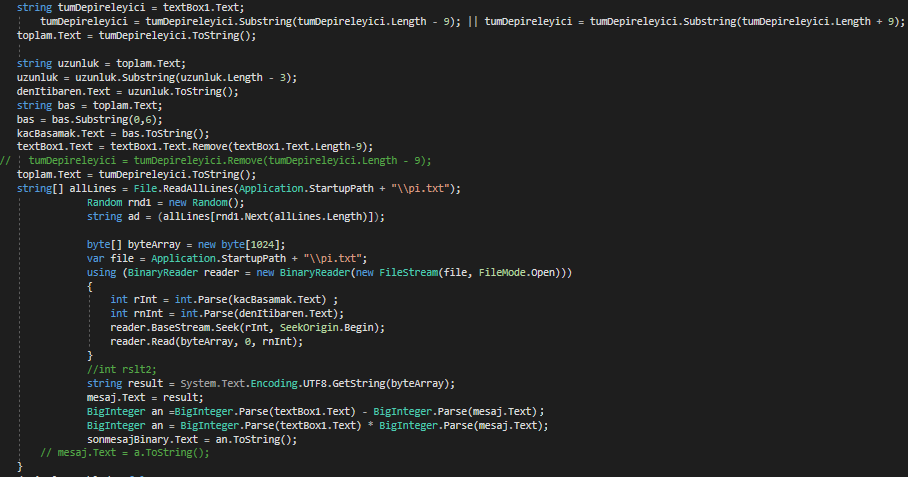 string tumDepireleyici = textBox1.Text;
tumDepireleyici = tumDepireleyici.Substring(tumDepireleyici.Length - 9); || tumDepireleyici = tumDepireleyici.Substring(tumDepireleyici.Length + 9);
toplam.Text = tumDepireleyici.ToString();
string uzunluk = toplam.Text;
uzunluk = uzunluk.Substring(uzunluk.Length - 3);
denItibaren.Text = uzunluk.ToString();
string bas = toplam.Text;
bas = bas.Substring(0,6);
kacBasamak.Text = bas.ToString();
textBox1.Text = textBox1.Text.Remove(textBox1.Text.Length-9);
// tumDepireleyici = tumDepireleyici.Remove(tumDepireleyici.Length - 9);
toplam.Text = tumDepireleyici.ToString();
string[] allLines = File.ReadAllLines(Application.StartupPath + "\\pi.txt");
Random rnd1 = new Random();
string ad = (allLines[rnd1.Next(allLines.Length)]);
byte[] byteArray = new byte[1024];
var file = Application.StartupPath + "\\pi.txt";
using (BinaryReader reader = new BinaryReader(new FileStream(file, FileMode.Open)))
{
int rInt = int.Parse(kacBasamak.Text) ;
int rnInt = int.Parse(denItibaren.Text);
reader.BaseStream.Seek(rInt, SeekOrigin.Begin);
reader.Read(byteArray, 0, rnInt);
}
//int rslt2;
string result = System.Text.Encoding.UTF8.GetString(byteArray);
mesaj.Text = result;
BigInteger an =BigInteger.Parse(textBox1.Text) - BigInteger.Parse(mesaj.Text);
BigInteger an = BigInteger.Parse(textBox1.Text) * BigInteger.Parse(mesaj.Text);
sonmesajBinary.Text = an.ToString();
// mesaj.Text = a.ToString();
}